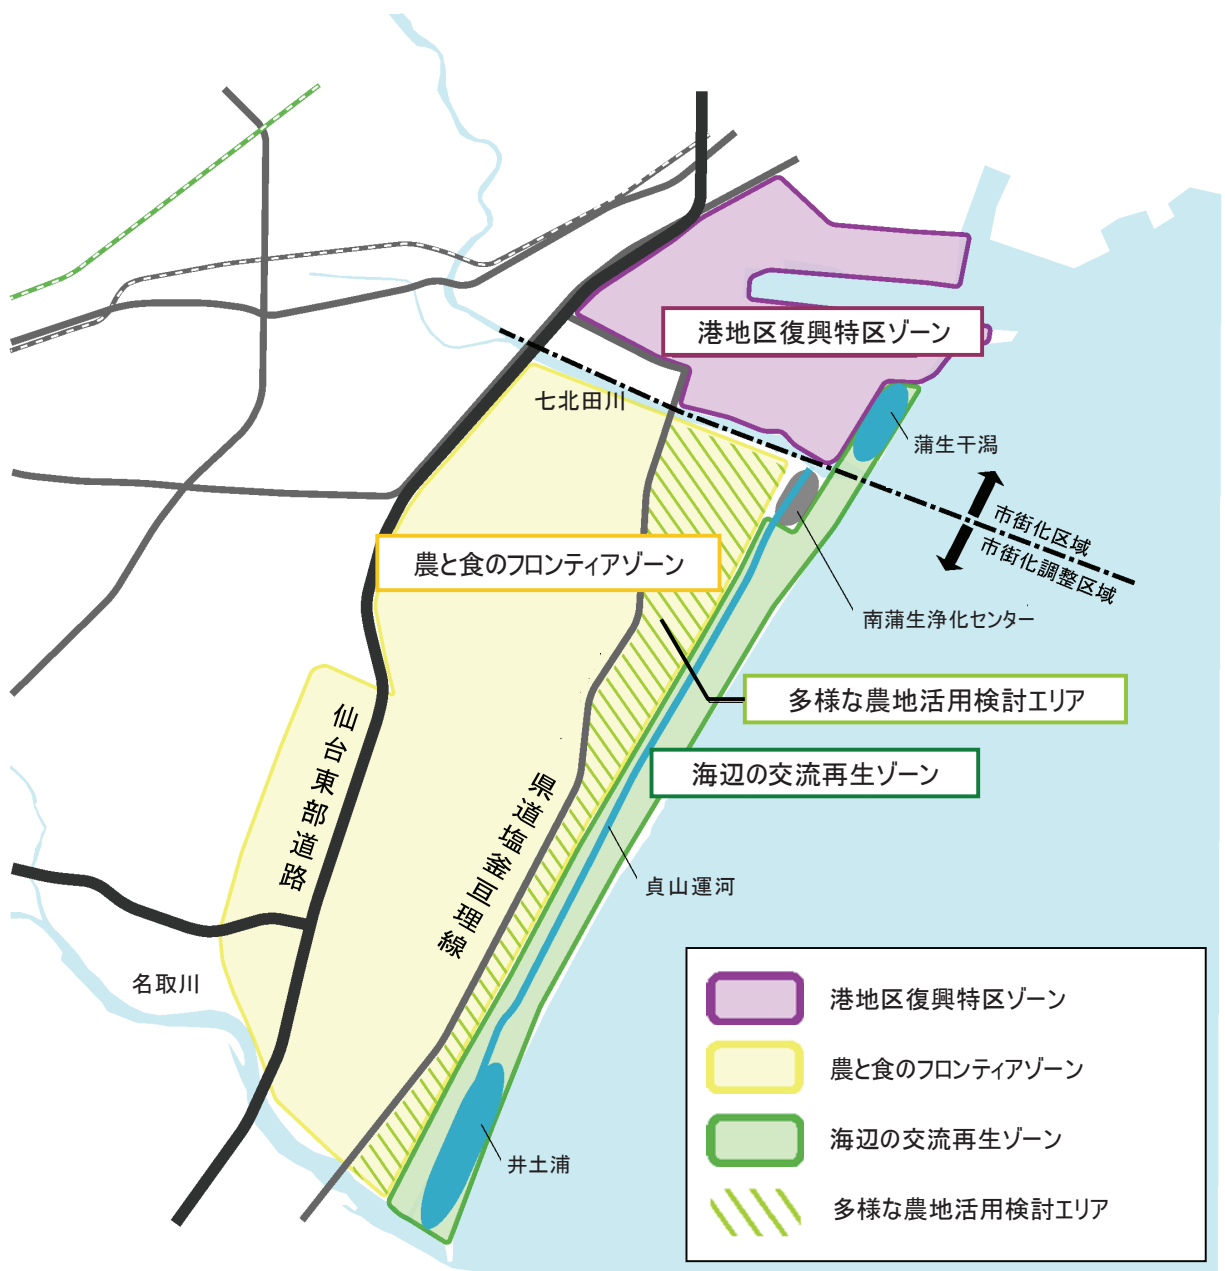 港地区復興特区ゾーン
七北田川
蒲生干潟
市街化区域
市街化調整区域
農と食のフロンティアゾーン
南蒲生浄化センター
多様な農地活用検討エリア
仙台東部道路
海辺の交流再生ゾーン
県道塩釜亘理線
貞山運河
名取川
井土浦
港地区復興特区ゾーン
農と食のフロンティアゾーン
海辺の交流再生ゾーン
多様な農地活用検討エリア